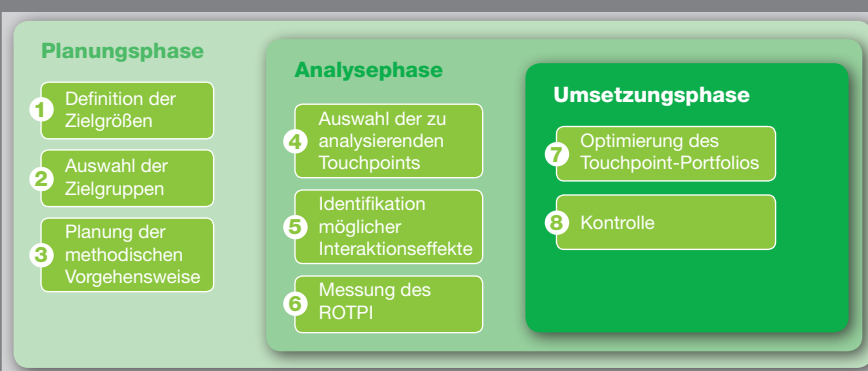 Planungsphase
1
Definition der
Zielgrößen
2
Auswahl der
Zielgruppen
3
Planung der
methodischen
Vorgehensweise
Analysephase
4
Auswahl der zu
analysierenden
Touchpoints
5
Identifikation
möglicher
Interaktionseffekte
6
Messung des
ROTPI
Umsetzungsphase
7
Optimierung des
Touchpoint-Portfolios
8
Kontrolle